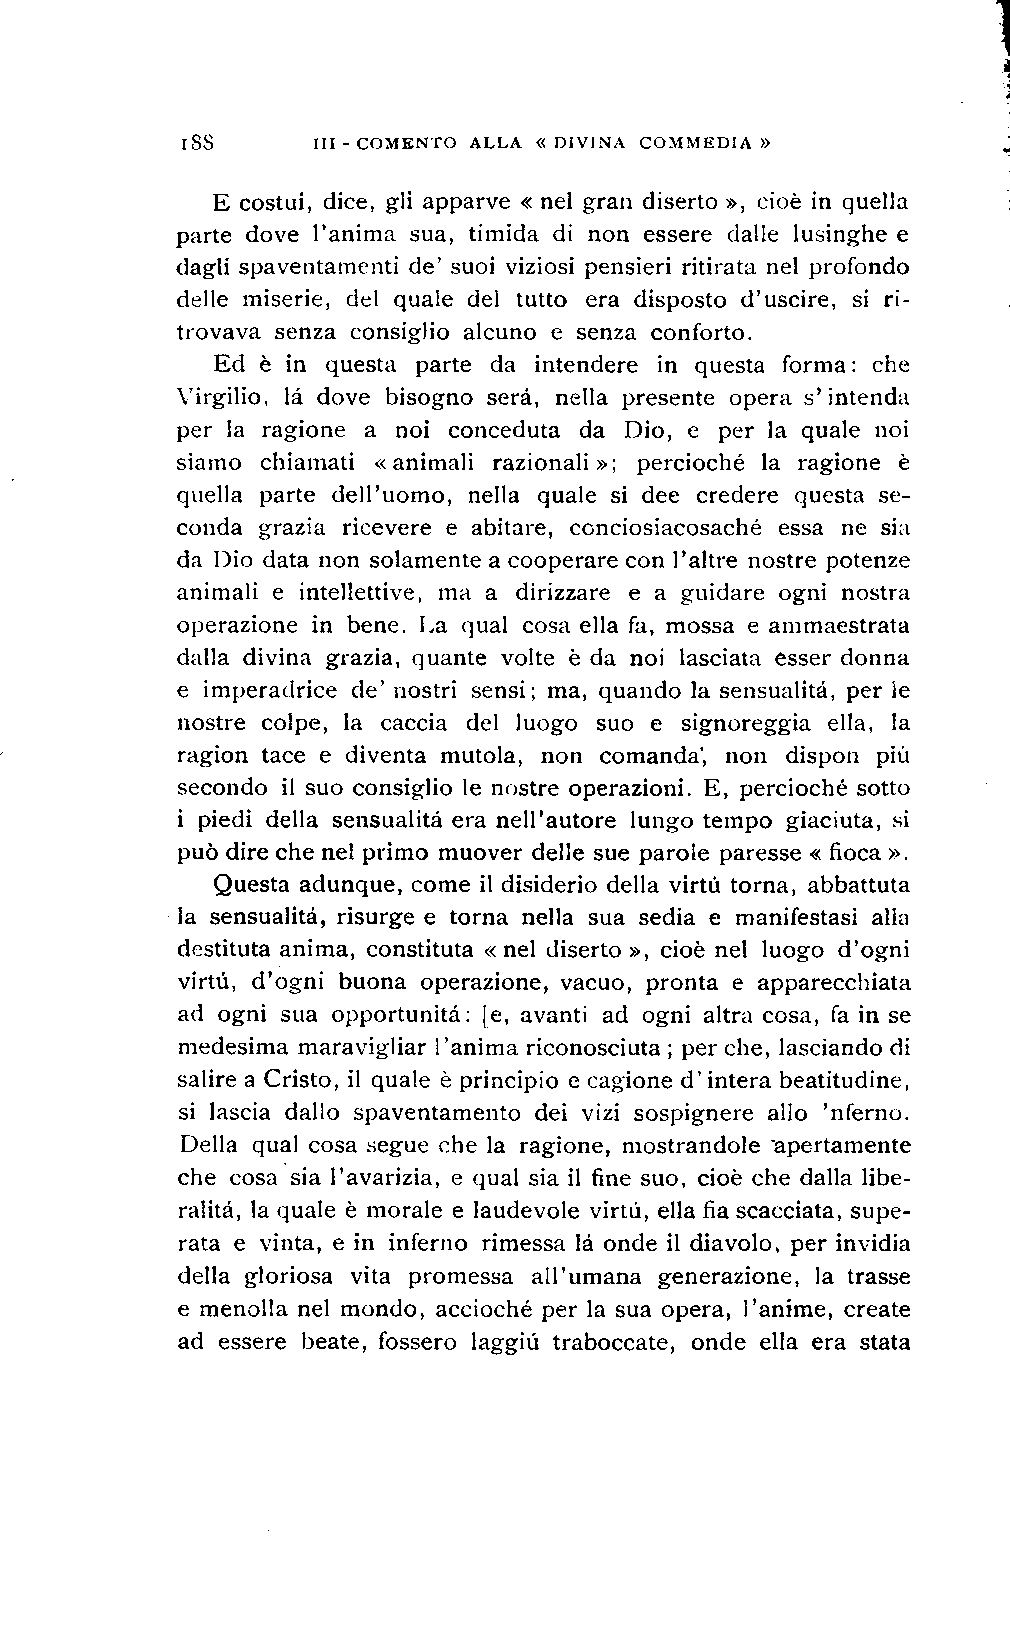 188 III - COMENTO ALLA « DIVINA COMMEDIA »
E costui, dice, gli apparve « nel gran diserto », cioè in quella
parte dove l'anima sua, timida di non essere dalle lusinghe e
dagli spaventamenti de' suoi viziosi pensieri ritirata nel profondo
delle miserie, del quale del tutto era disposto d'uscire, si ri-
trovava senza consiglio alcuno e senza conforto.
Ed è in questa parte da intendere in questa forma: che
Virgilio, lá dove bisogno será, nella presente opera s'intenda
per la ragione a noi conceduta da Dio, e per la quale noi
siamo chiamati « animali razionali »; percioché la ragione è
quella parte dell'uomo, nella quale si dee credere questa se-
conda grazia ricevere e abitare, conciosiacosaché essa ne sia
da Dio data non solamente a cooperare con l'altre nostre potenze
animali e intellettive, ma a dirizzare e a guidare ogni nostra
operazione in bene. La qual cosa ella fa, mossa e ammaestrata
dalla divina grazia, quante volte è da noi lasciata esser donna
e imperadrice de' nostri sensi; ma, quando la sensualitá, per le
nostre colpe, la caccia del luogo suo e signoreggia ella, la
ragion tace e diventa mutola, non comanda, non dispon piú
secondo il suo consiglio le nostre operazioni. E, percioché sotto
i piedi della sensualitá era nell'autore lungo tempo giaciuta, si
può dire che nel primo muover delle sue parole paresse « fioca ».
Questa adunque, come il disiderio della virtú torna, abbattuta
la sensualitá, risurge e torna nella sua sedia e manifestasi alla
destituta anima, constituta « nel diserto », cioè nel luogo d'ogni
virtú, d'ogni buona operazione, vacuo, pronta e apparecchiata
ad ogni sua opportunitá: [e, avanti ad ogni altra cosa, fa in se
medesima maravigliar l'anima riconosciuta; per che, lasciando di
salire a Cristo, il quale è principio e cagione d'intera beatitudine,
si lascia dallo spaventamento dei vizi sospignere allo 'nferno.
Della qual cosa segue che la ragione, mostrandole apertamente
che cosa sia l'avarizia, e qual sia il fine suo, cioè che dalla libe-
ralitá, la quale è morale e laudevole virtú, ella fia scacciata, supe-
rata e vinta, e in inferno rimessa lá onde il diavolo, per invidia
della gloriosa vita promessa all'umana generazione, la trasse
e menolla nel mondo, accioché per la sua opera, l'anime, create
ad essere beate, fossero laggiú traboccate, onde ella era stata